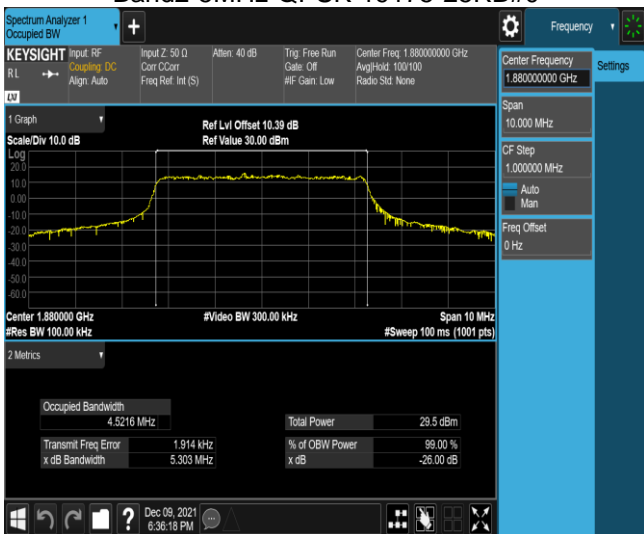 Spectrum Analyzer 1
Occupied BW
Frequency
KEYSIGHT
Input: RF
Coupling: DC
Align: Auto
RL
LXI
Input Z: 50 Ω
Corr CCorr
Freq Ref: Int (S)
Atten: 40 dB
Trig: Free Run
Gate: Off
#IF Gain: Low
Center Freq: 1.880000000 GHz
Avg|Hold: 100/100
Radio Std: None
Center Frequency
1.880000000 GHz
Settings
Span
10.000 MHz
CF Step
1.000000 MHz
Auto
Man
Freq Offset
0 Hz
1 Graph
Scale/Div 10.0 dB
Ref Lvl Offset 10.39 dB
Ref Value 30.00 dBm
Log
20.0
10.0
0.00
-10.0
-20.0
-30.0
-40.0
-50.0
-60.0
Center 1.880000 GHz
#Res BW 100.00 kHz
#Video BW 300.00 kHz
Span 10 MHz
#Sweep 100 ms (1001 pts)
2 Metrics
Occupied Bandwidth
4.5216 MHz
Total Power 29.5 dBm
Transmit Freq Error 1.914 kHz
% of OBW Power 99.00 %
x dB Bandwidth 5.303 MHz
x dB -26.00 dB
?
Dec 09, 2021
6:36:18 PM